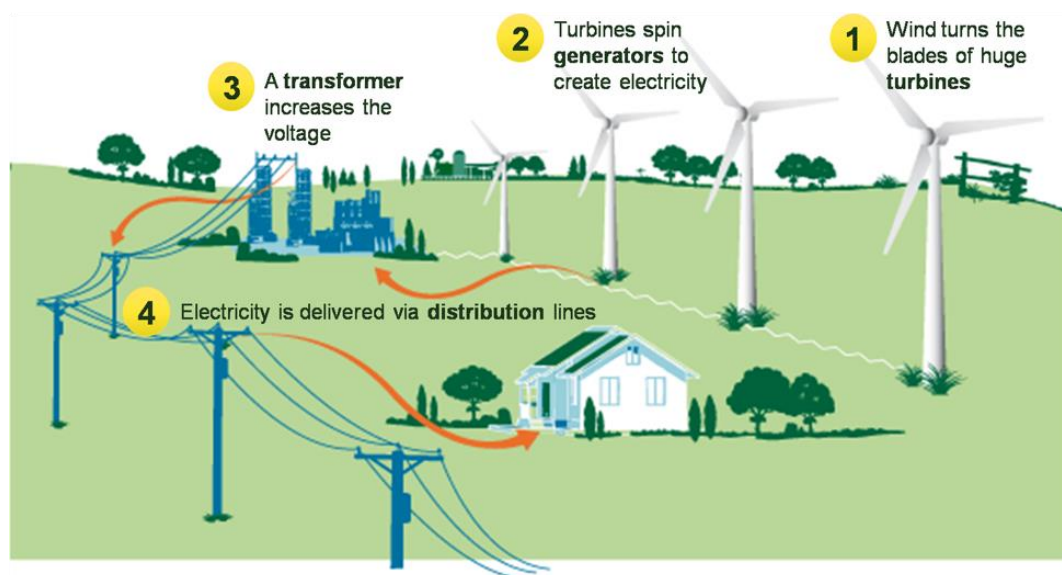 1
Wind turns the
blades of huge
turbines
2
Turbines spin
generators to
create electricity
3
A transformer
increases the
voltage
4
Electricity is delivered via distribution lines